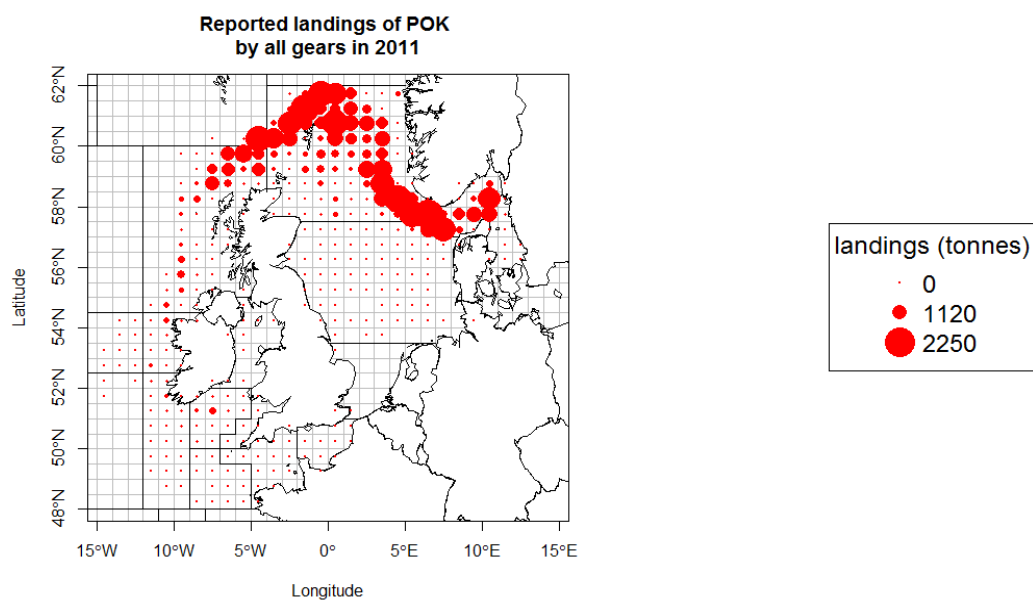 Reported landings of POK
by all gears in 2011
62°N
60°N
58°N
56°N
54°N
52°N
50°N
48°N
Latitude
15°W
10°W
5°W
0°
5°E
10°E
15°E
Longitude
landings (tonnes)
0
1120
2250